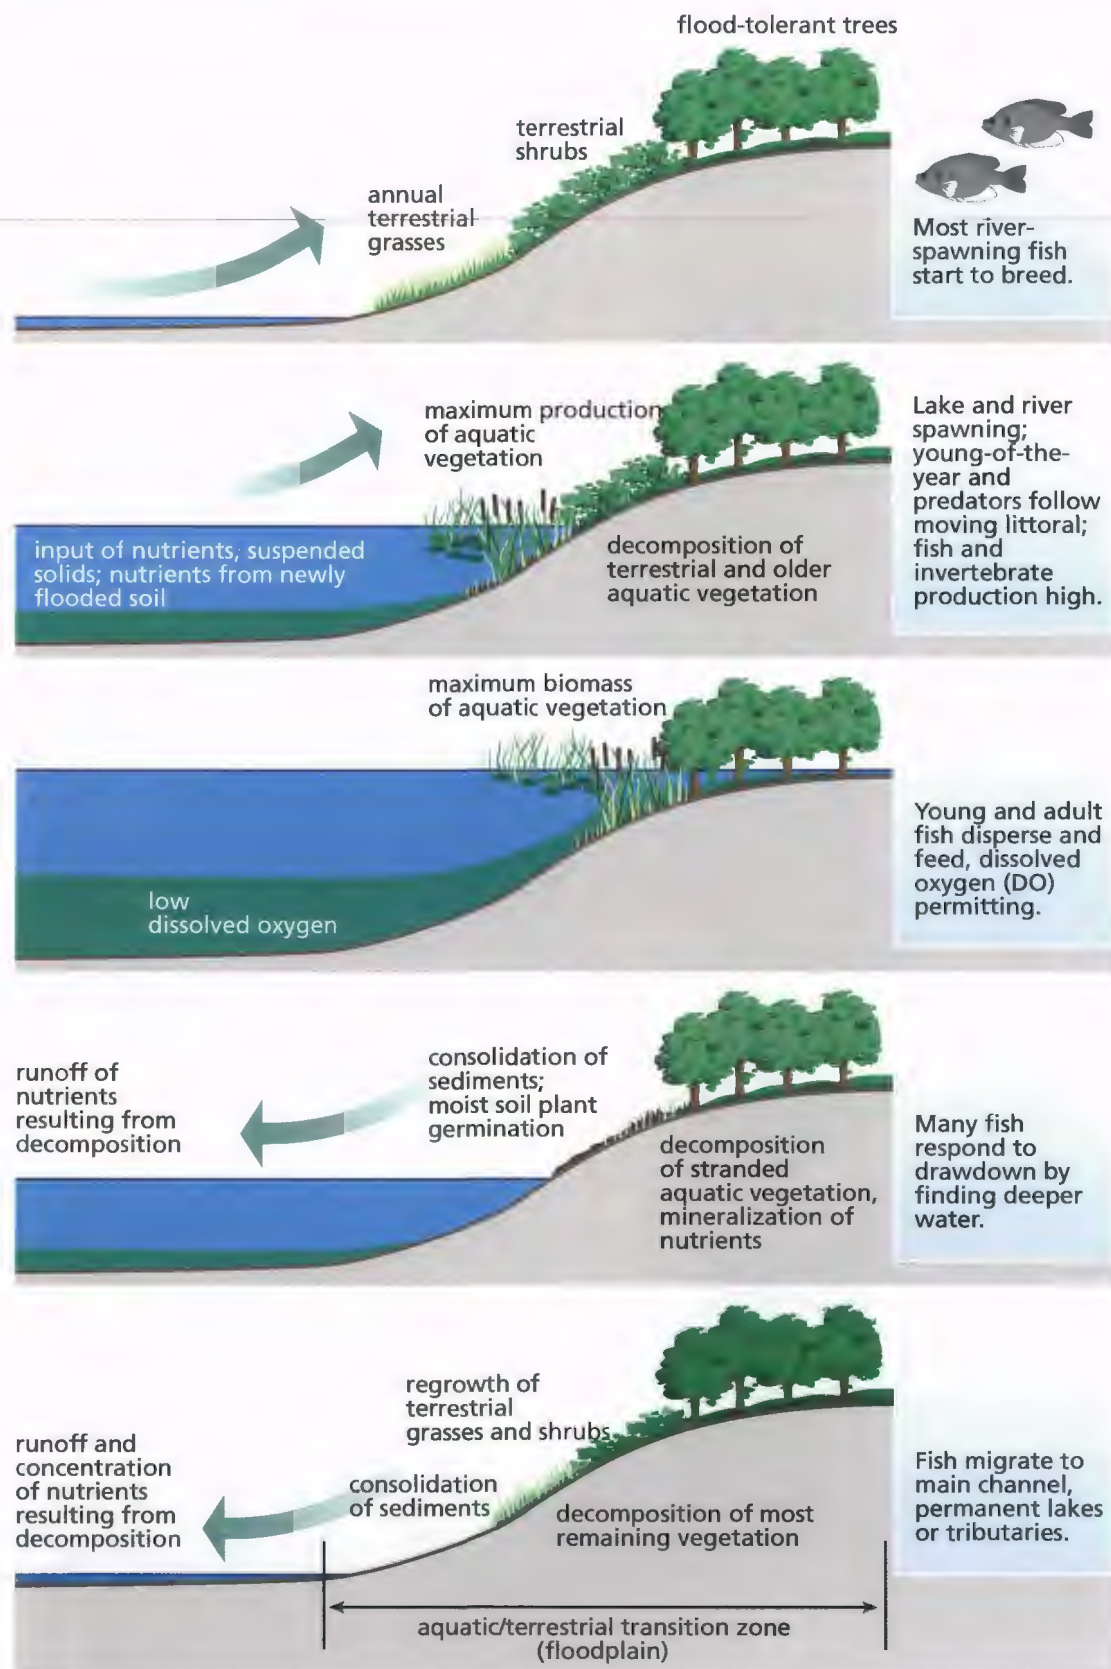 flood-tolerant trees
terrestrial
shrubs
annual
terrestrial
grasses
Most river-
spawning fish
start to breed.
maximum production
of aquatic
vegetation
input of nutrients, suspended
solids; nutrients from newly
flooded soil
decomposition of
terrestrial and older
aquatic vegetation
Lake and river
spawning;
young-of-the-
year and
predators follow
moving littoral;
fish and
invertebrate
production high.
maximum biomass
of aquatic vegetation
low
dissolved oxygen
Young and adult
fish disperse and
feed, dissolved
oxygen (DO)
permitting.
runoff of
nutrients
resulting from
decomposition
consolidation of
sediments;
moist soil plant
germination
decomposition
of stranded
aquatic vegetation,
mineralization of
nutrients
Many fish
respond to
drawdown by
finding deeper
water.
regrowth of
terrestrial
grasses and shrubs
runoff and
concentration
of nutrients
resulting from
decomposition
consolidation
of sediments
decomposition of most
remaining vegetation
Fish migrate to
main channel,
permanent lakes
or tributaries.
aquatic/terrestrial transition zone
(floodplain)